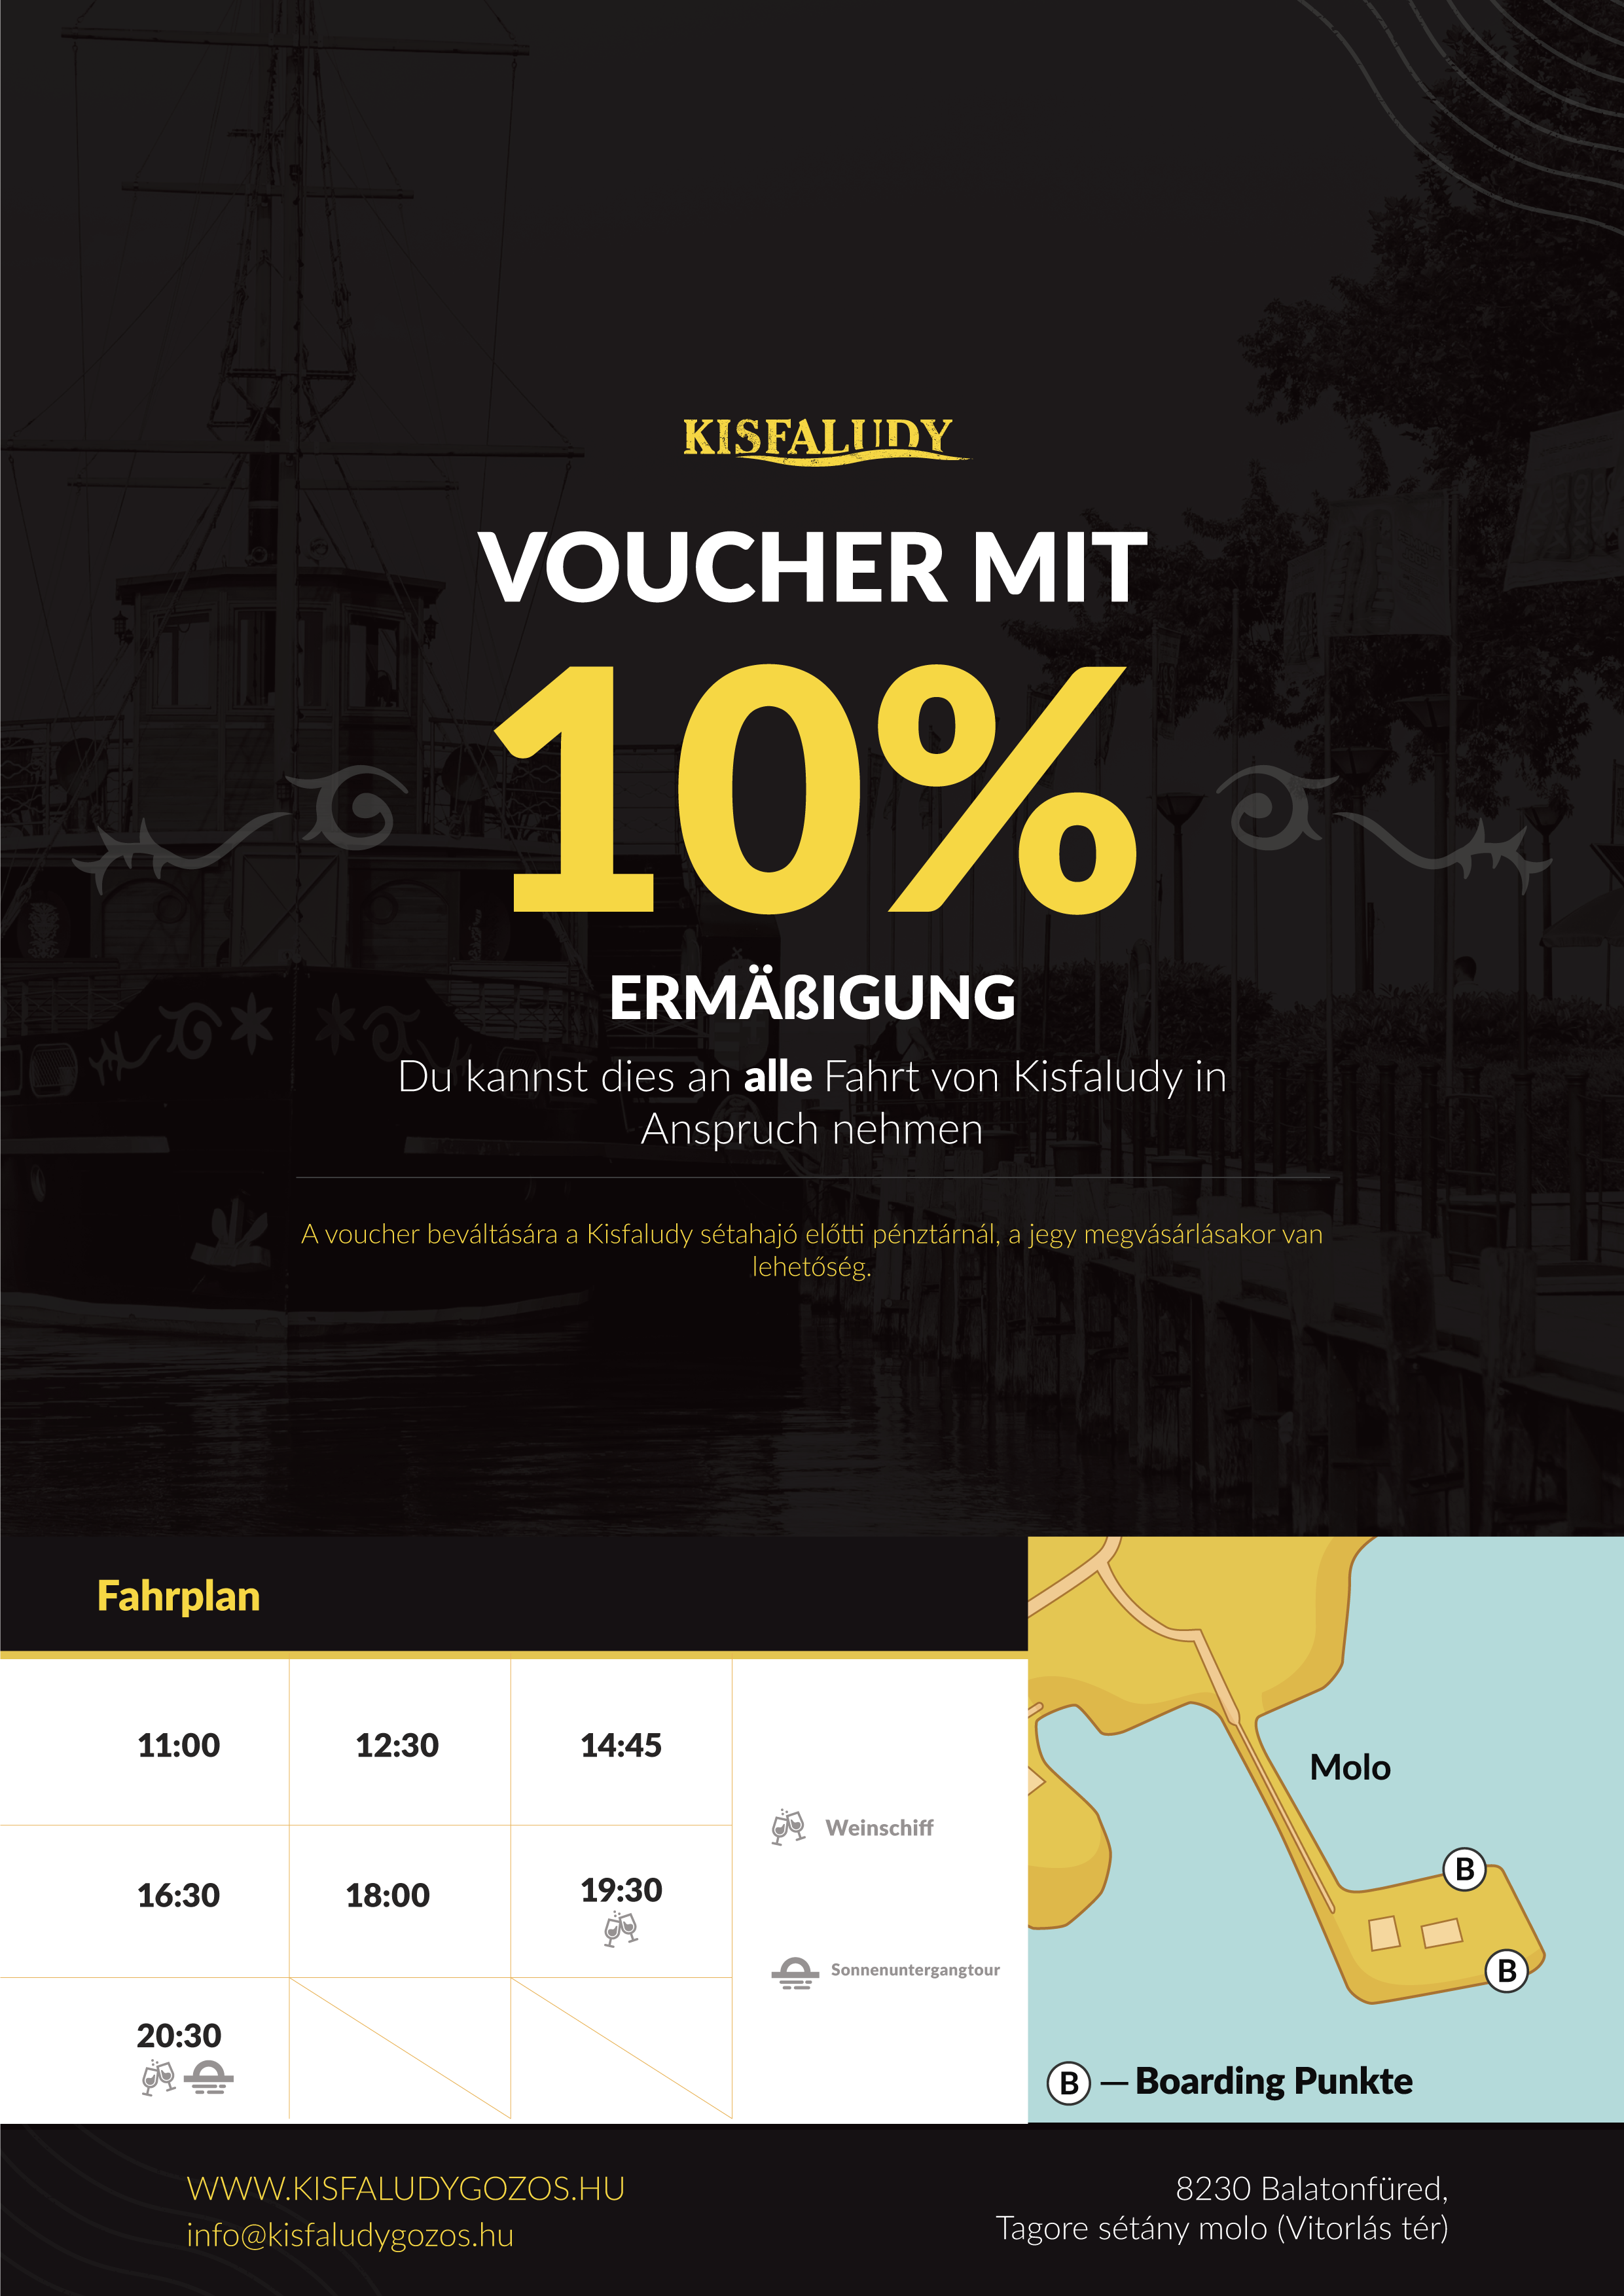 KISFALUDY
VOUCHER MIT
10%
ERMÄßIGUNG
Du kannst dies an alle Fahrt von Kisfaludy in
Anspruch nehmen
A voucher beváltására a Kisfaludy sétahajó előtti pénztárnál, a jegy megvásárlásakor van
lehetőség.
Fahrplan
11:00
12:30
14:45
16:30
18:00
19:30
20:30
Weinschiff
Sonnenuntergangtour
Molo
B
B
B — Boarding Punkte
WWW.KISFALUDYGOZOS.HU
info@kisfaludygozos.hu
8230 Balatonfüred,
Tagore sétány molo (Vitorlás tér)